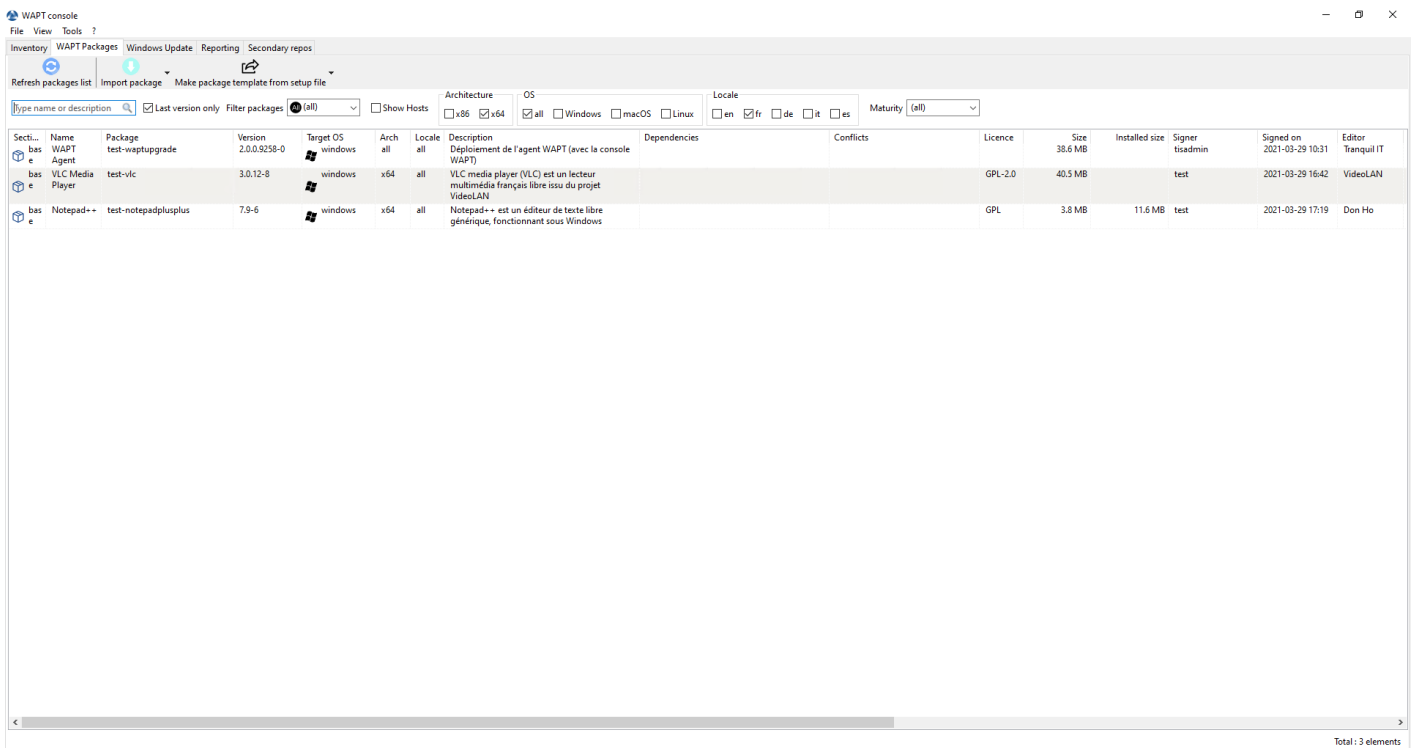 WAPT console
File View Tools ?
Inventory WAPT Packages Windows Update Reporting Secondary repos
Refresh packages list Import package Make package template from setup file
Architecture OS Locale
Type name or description Last version only Filter packages All (all) Show Hosts x86 x64 all Windows macOS Linux en fr de it es Maturity (all)
Secti... Name Package Version Target OS Arch Locale Description Dependencies Conflicts Licence Size Installed size Signer Signed on Editor
bas WAPT test-waptupgrade 2.0.0.9258-0 windows all all Déploiement de l'agent WAPT (avec la console 38.6 MB tisadmin 2021-03-29 10:31 Tranquil IT
e Agent WAPT)
bas VLC Media test-vlc 3.0.12-8 windows x64 all VLC media player (VLC) est un lecteur GPL-2.0 40.5 MB test 2021-03-29 16:42 VideoLAN
e Player multimédia français libre issu du projet
VideoLAN
bas Notepad++ test-notepadplusplus 7.9-6 windows x64 all Notepad++ est un éditeur de texte libre GPL 3.8 MB 11.6 MB test 2021-03-29 17:19 Don Ho
e générique, fonctionnant sous Windows
Total : 3 elements